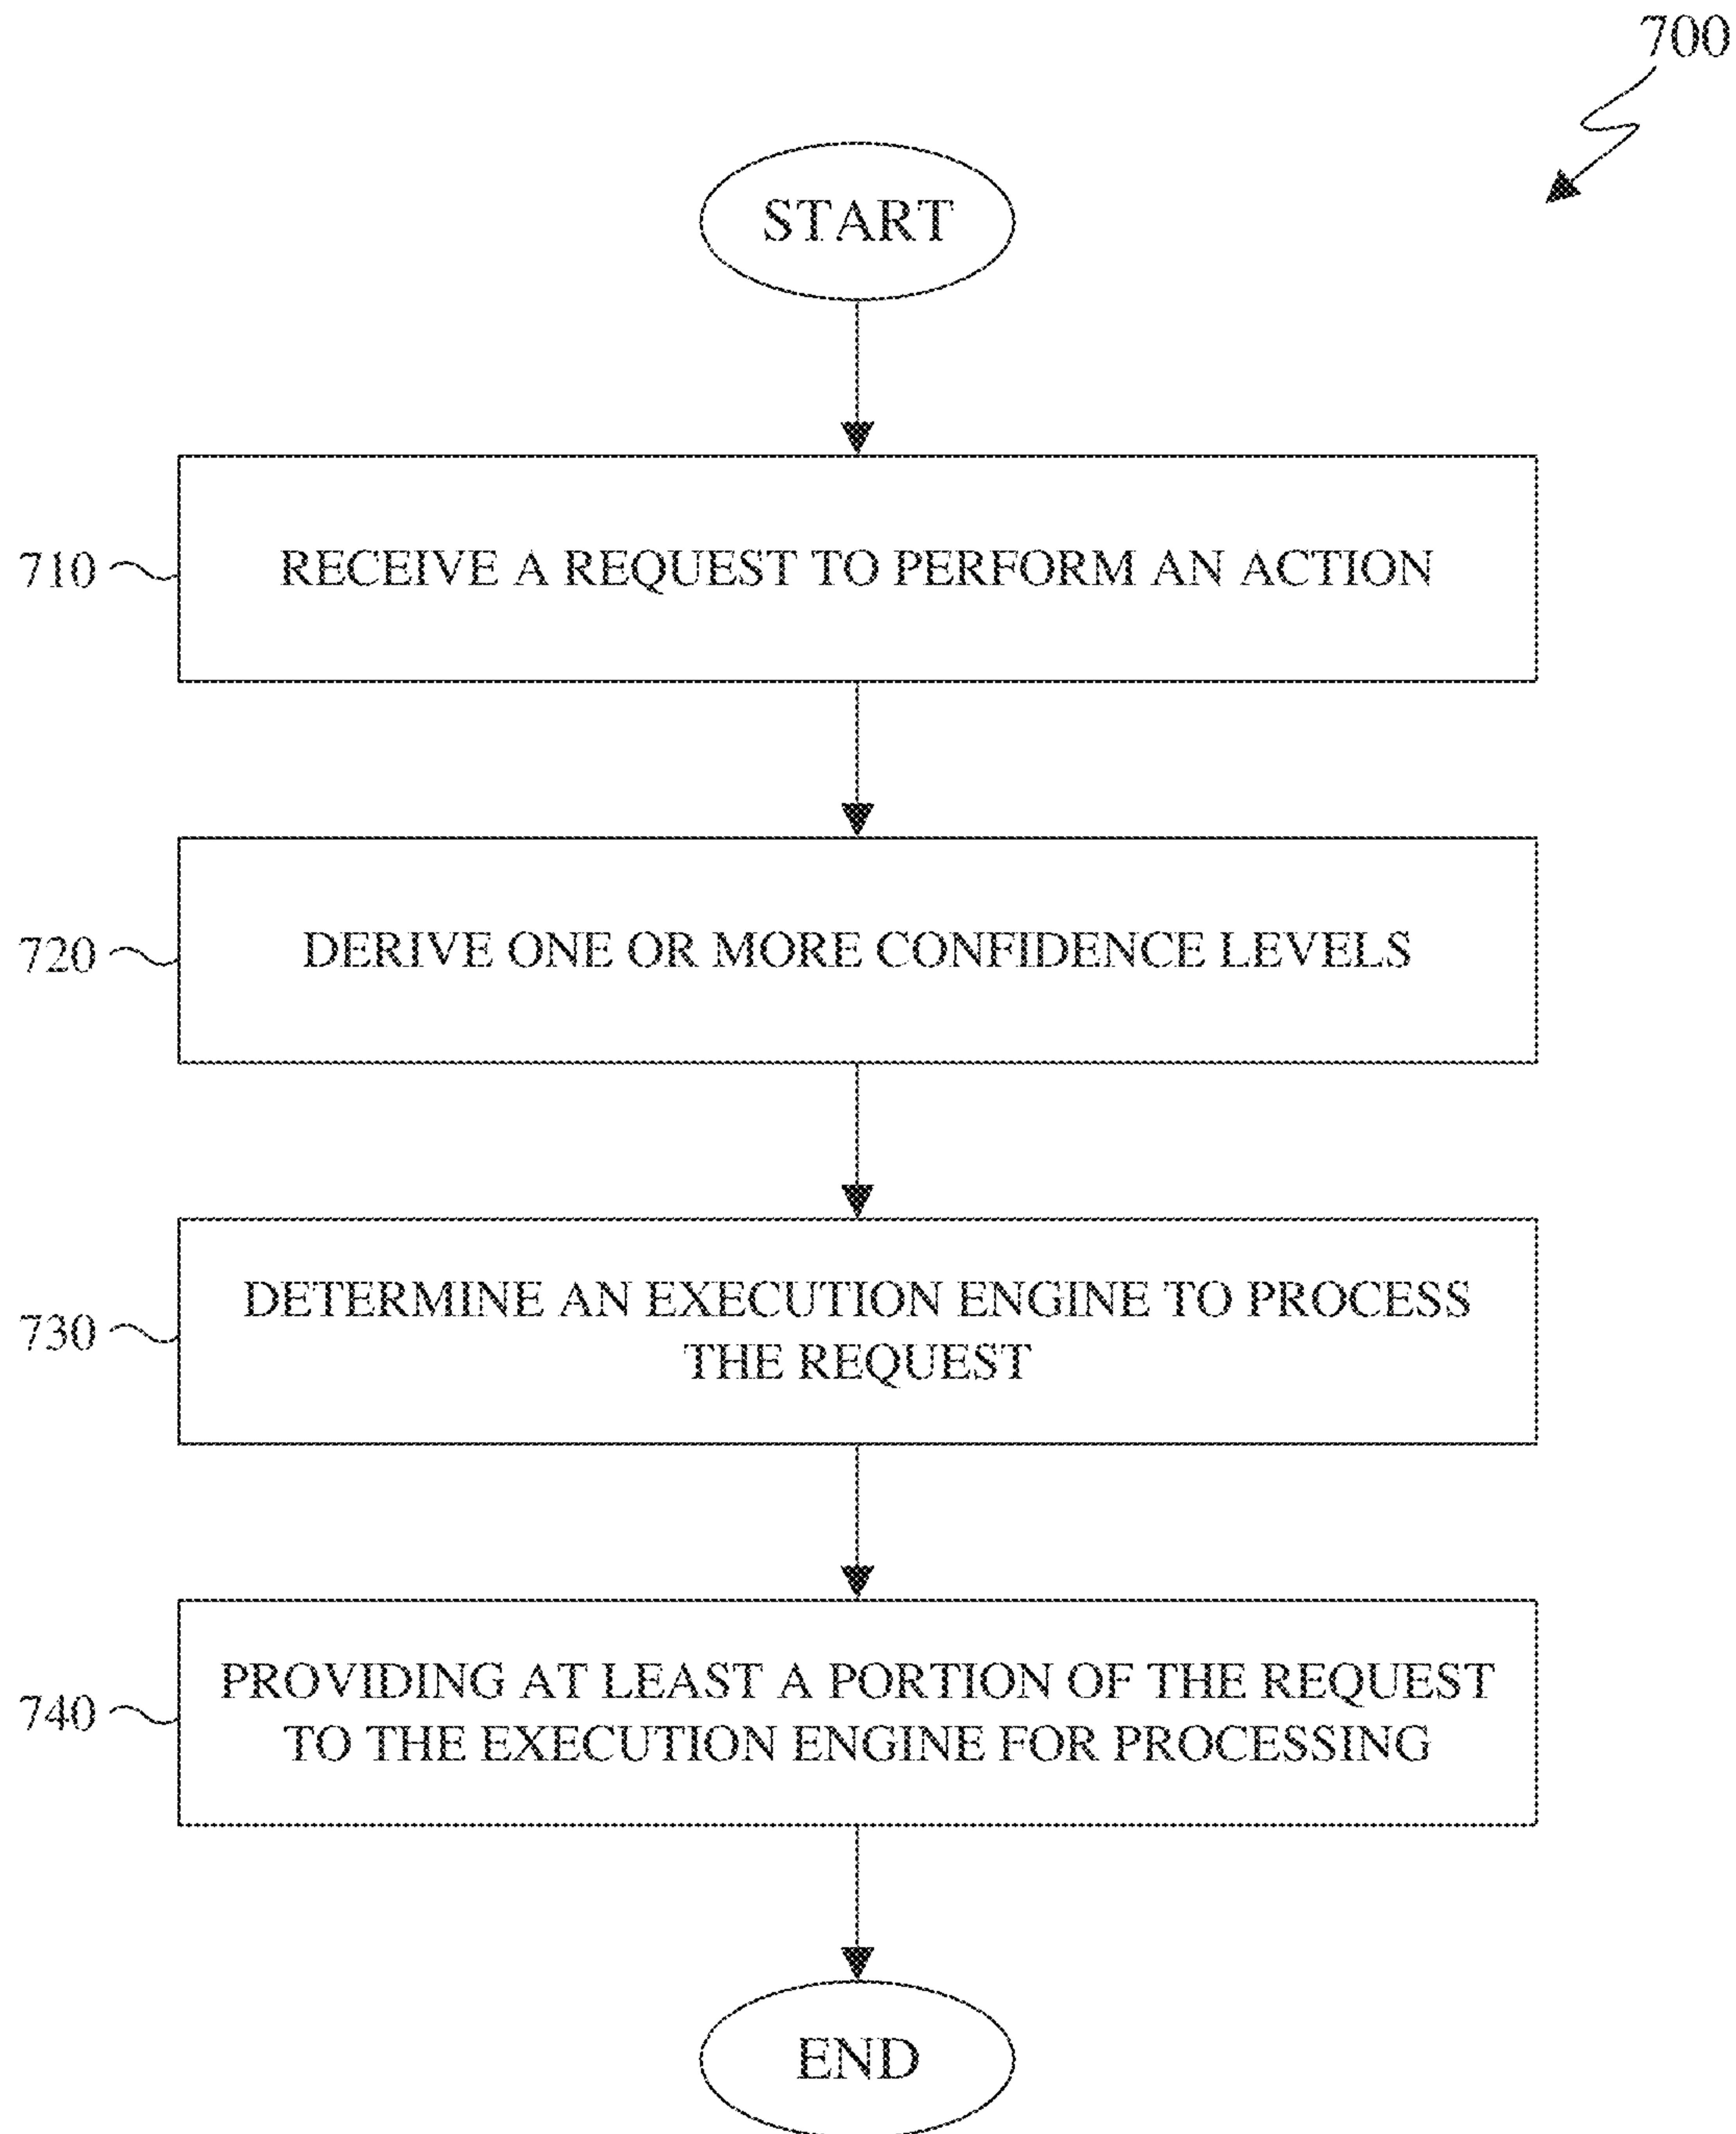 700
START
710
RECEIVE A REQUEST TO PERFORM AN ACTION
720
DERIVE ONE OR MORE CONFIDENCE LEVELS
730
DETERMINE AN EXECUTION ENGINE TO PROCESS
THE REQUEST
740
PROVIDING AT LEAST A PORTION OF THE REQUEST
TO THE EXECUTION ENGINE FOR PROCESSING
END